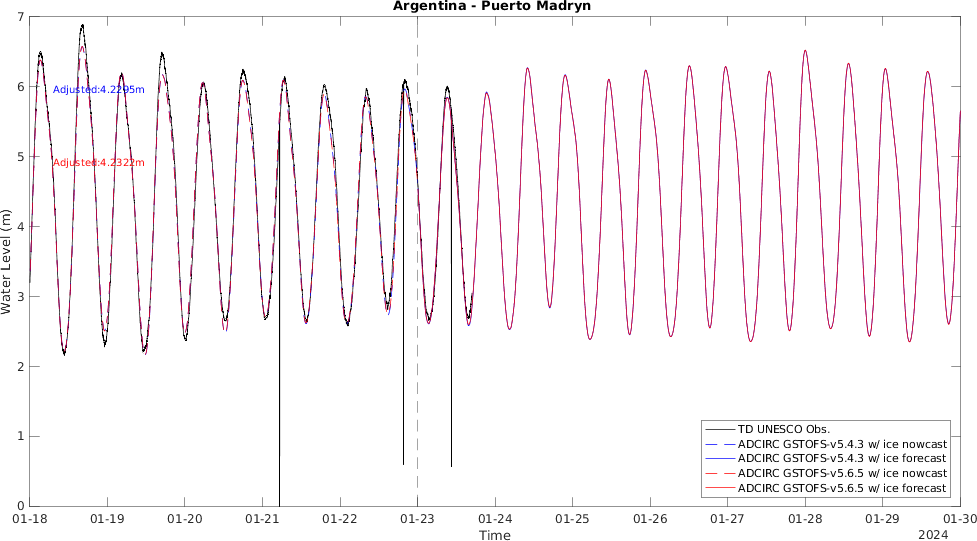 Argentina - Puerto Madryn
7
6
5
4
3
2
1
0
Water Level (m)
Adjusted:4.2295m
Adjusted:4.2322m
TD UNESCO Obs.
ADCIRC GSTOFS-v5.4.3 w/ ice nowcast
ADCIRC GSTOFS-v5.4.3 w/ ice forecast
ADCIRC GSTOFS-v5.6.5 w/ ice nowcast
ADCIRC GSTOFS-v5.6.5 w/ ice forecast
01-18 01-19 01-20 01-21 01-22 01-23 01-24 01-25 01-26 01-27 01-28 01-29 01-30
Time
2024